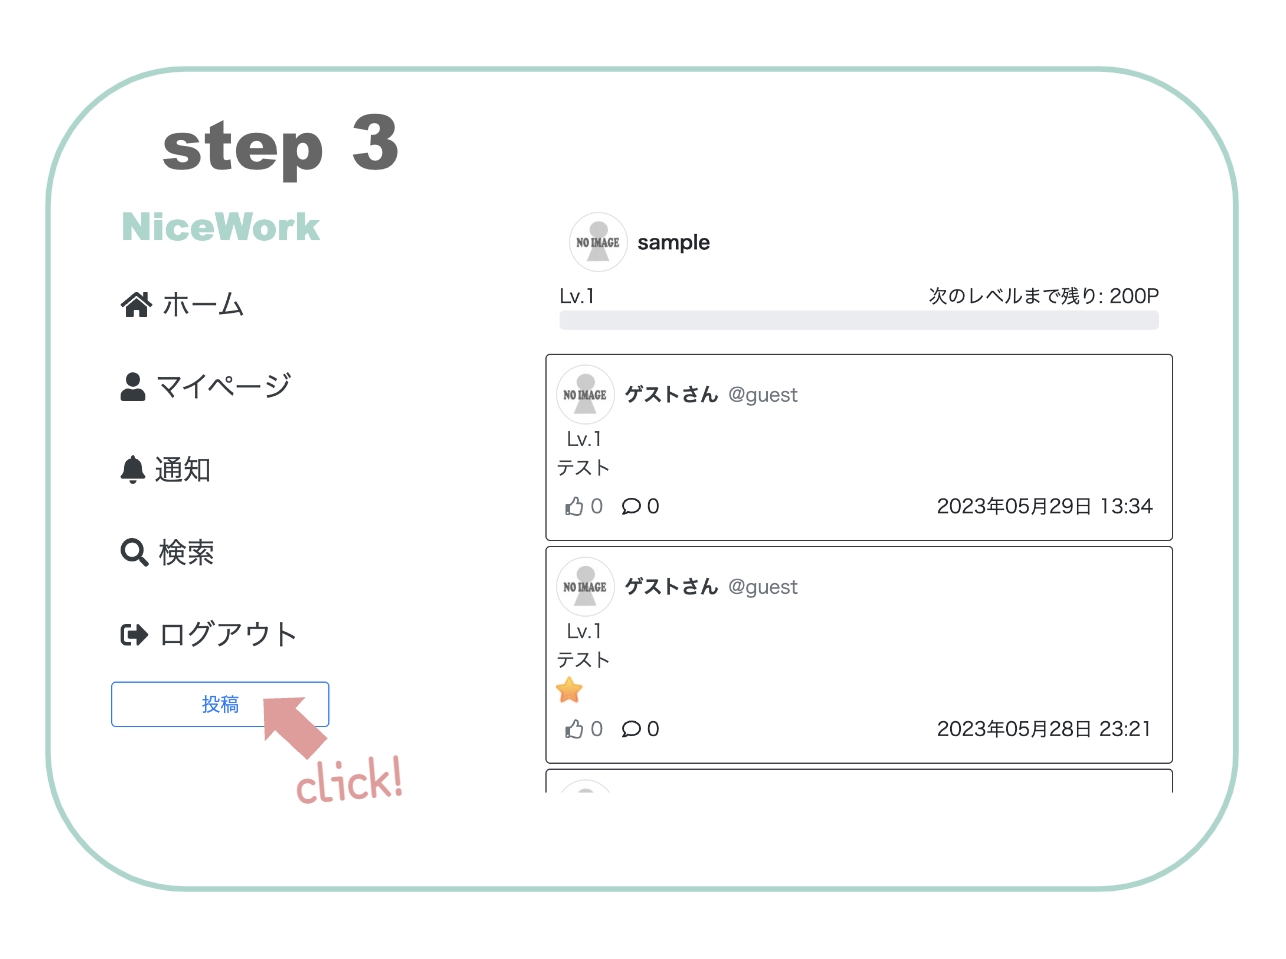 step 3
NiceWork
ホーム
マイページ
通知
検索
ログアウト
投稿
click!
NO IMAGE
sample
Lv.1 次のレベルまで残り: 200P
NO IMAGE
ゲストさん @guest
Lv.1
テスト
0 0 2023年05月29日 13:34
NO IMAGE
ゲストさん @guest
Lv.1
テスト
0 0 2023年05月28日 23:21